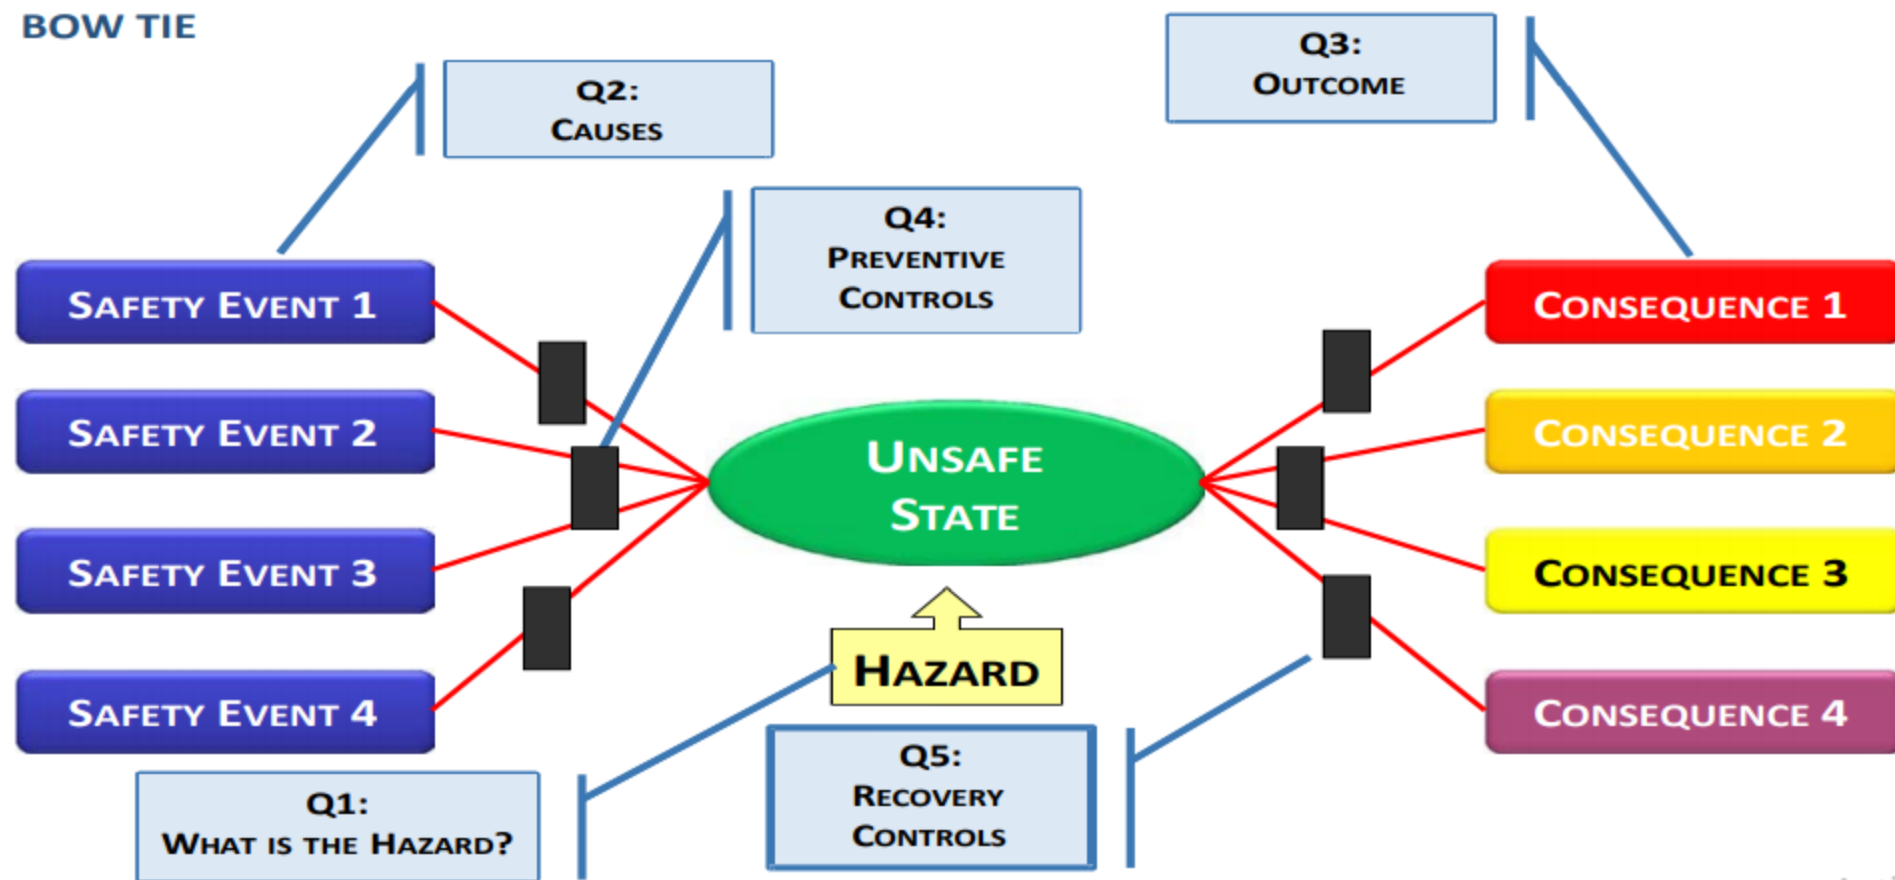 BOW TIE
Q2:
CAUSES
Q3:
OUTCOME
Q4:
PREVENTIVE
CONTROLS
SAFETY EVENT 1
SAFETY EVENT 2
SAFETY EVENT 3
SAFETY EVENT 4
UNSAFE
STATE
HAZARD
CONSEQUENCE 1
CONSEQUENCE 2
CONSEQUENCE 3
CONSEQUENCE 4
Q1:
WHAT IS THE HAZARD?
Q5:
RECOVERY
CONTROLS